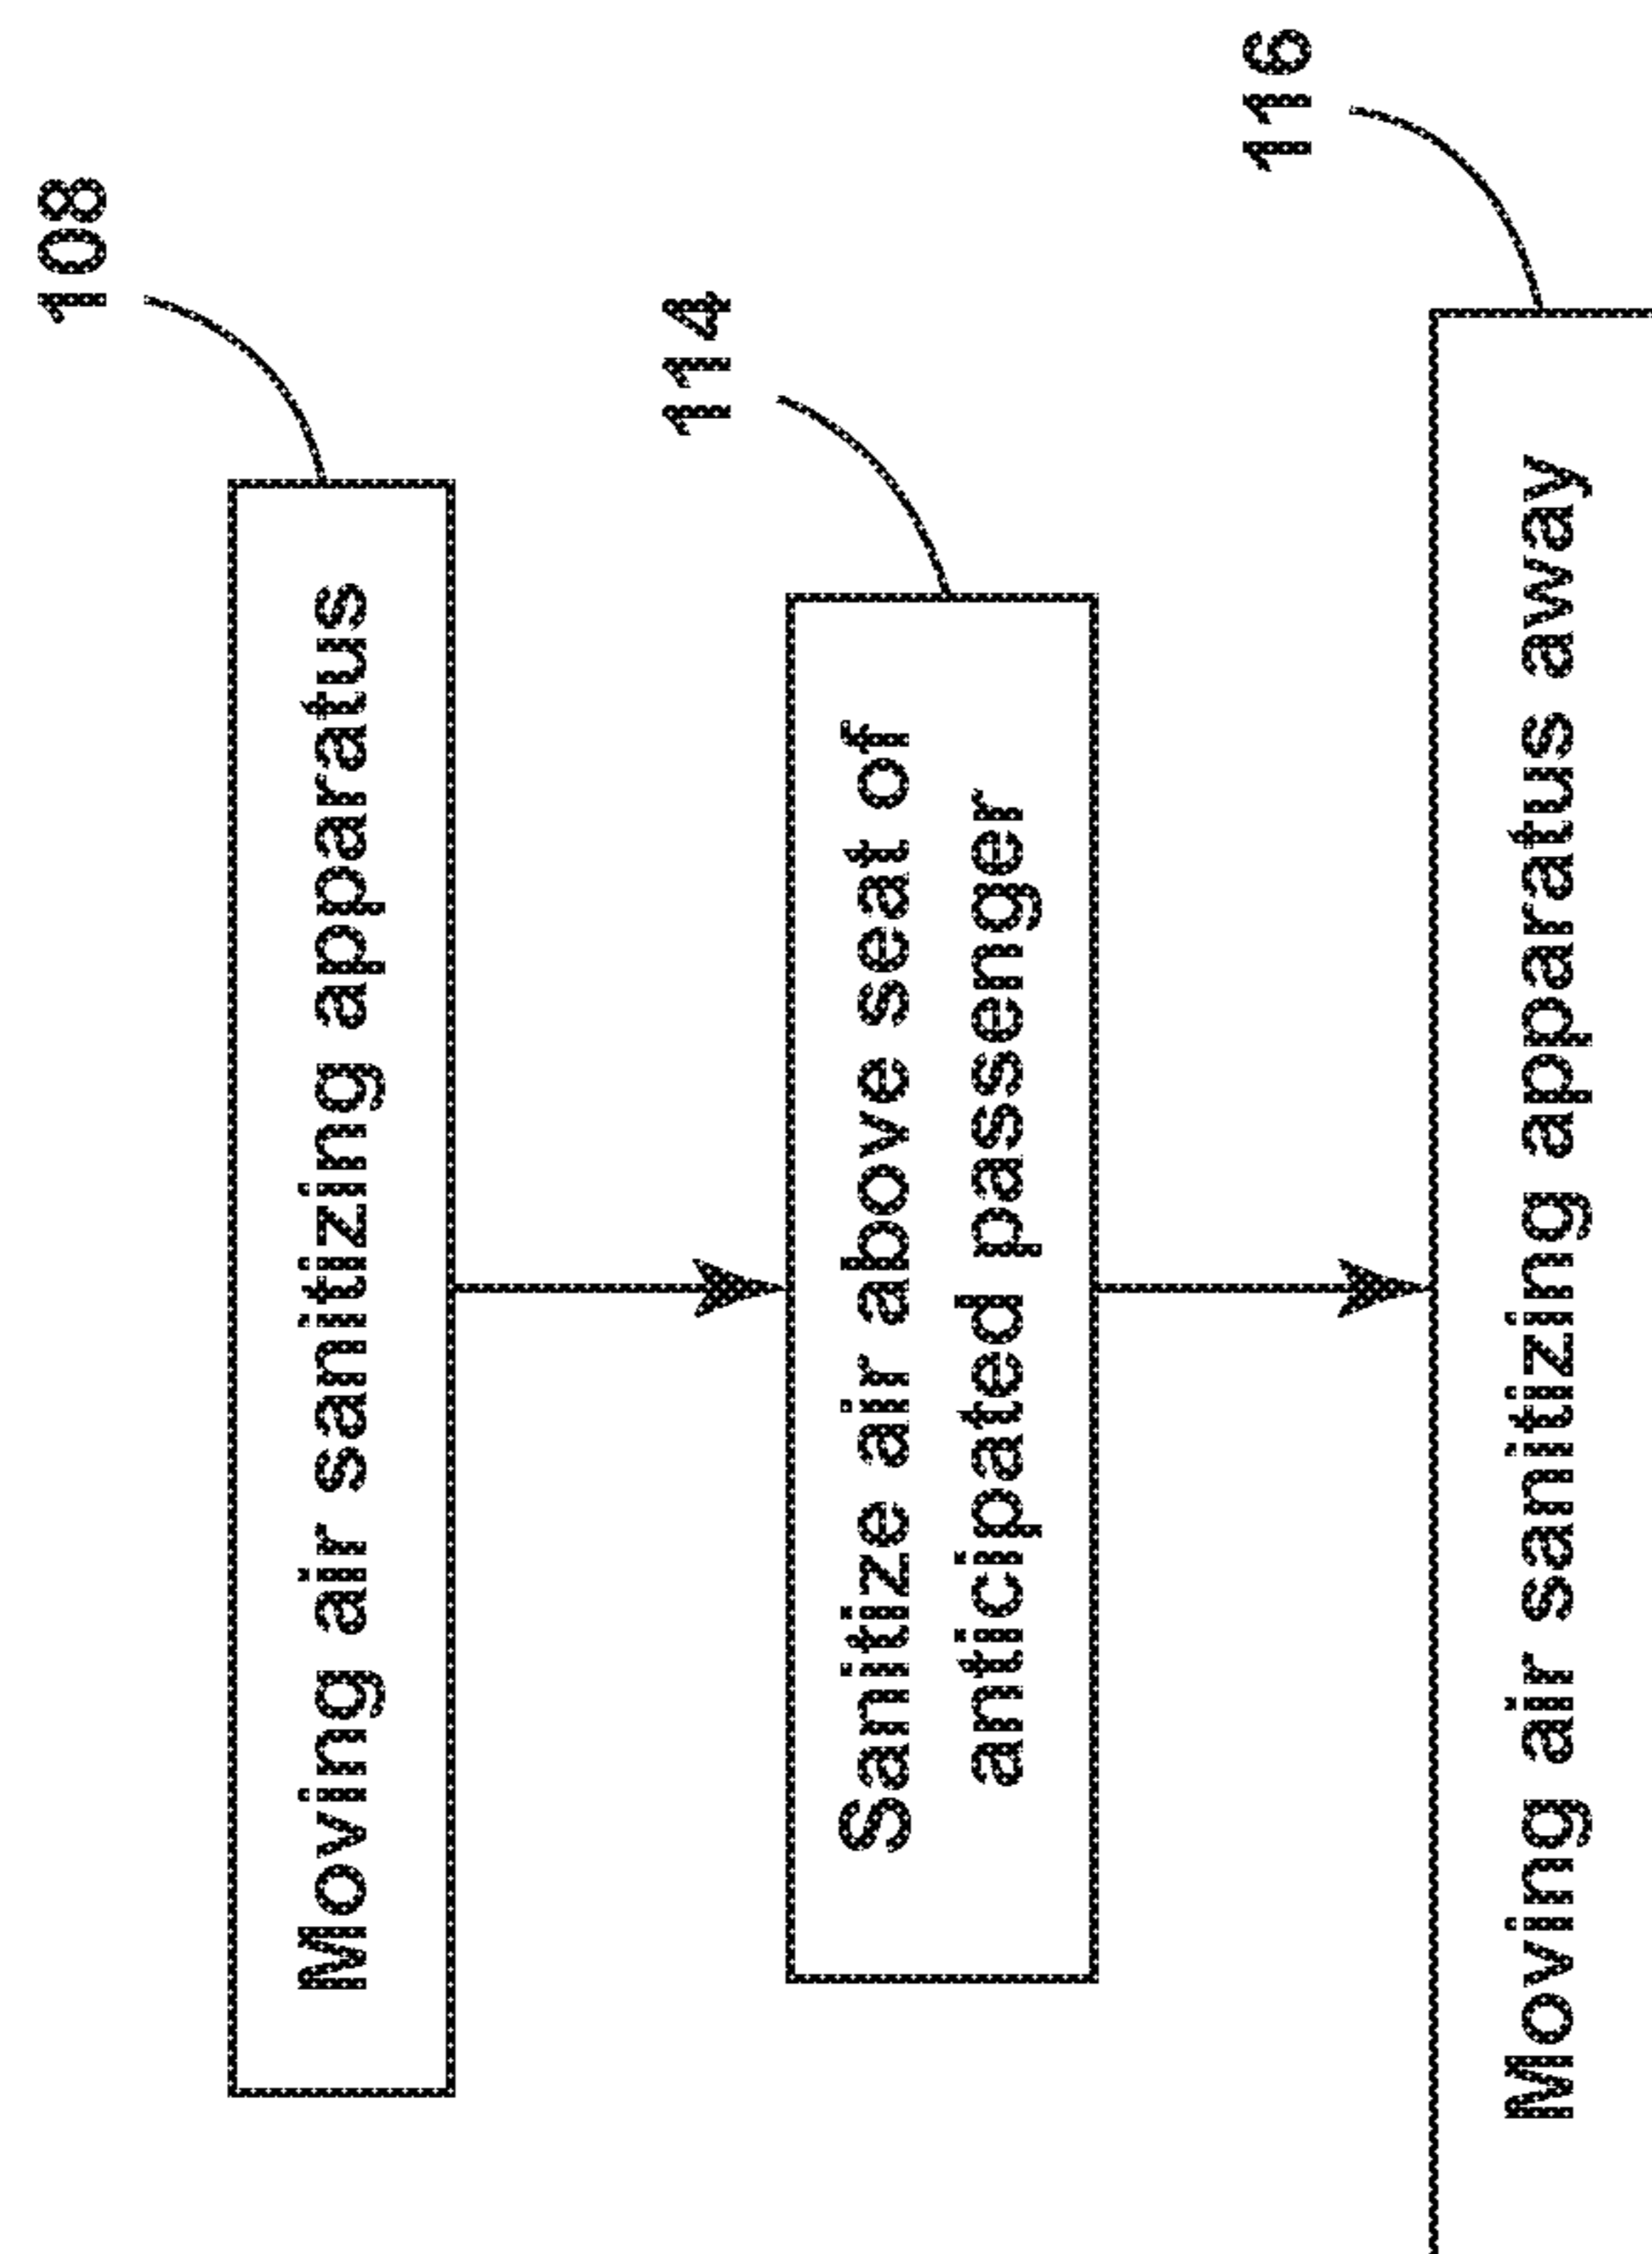 108
Moving air sanitizing apparatus
114
Sanitize air above seat of
anticipated passenger
116
Moving air sanitizing apparatus away